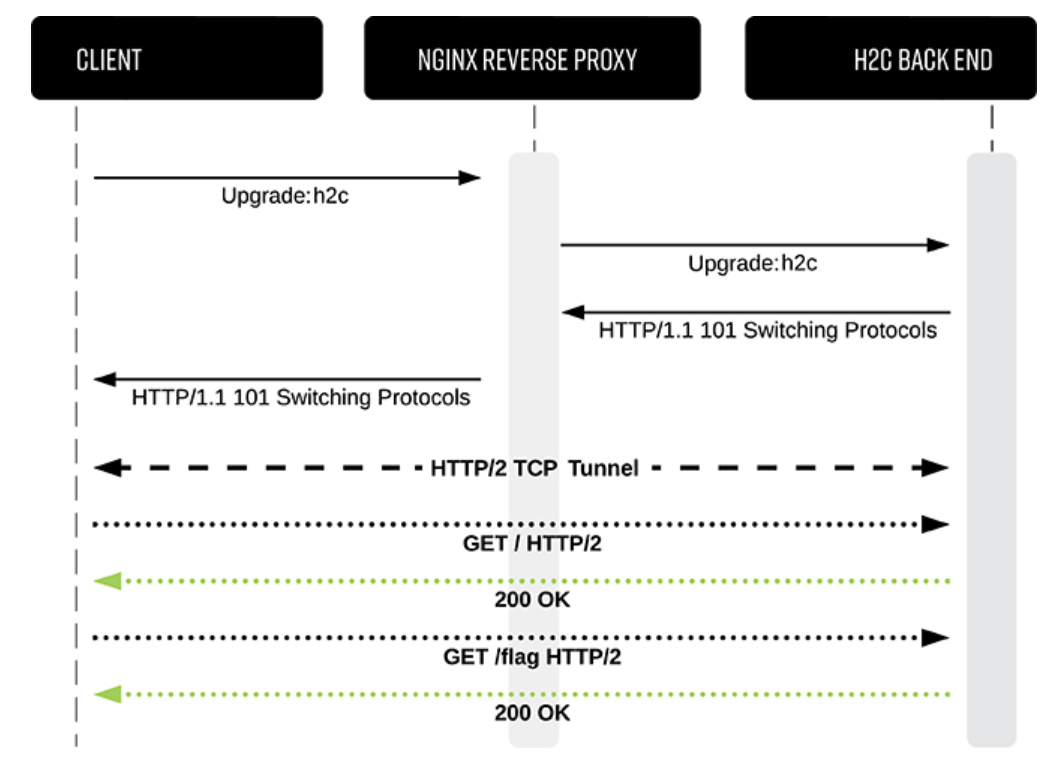 CLIENT
NGINX REVERSE PROXY
H2C BACK END
Upgrade:h2c
Upgrade:h2c
HTTP/1.1 101 Switching Protocols
HTTP/1.1 101 Switching Protocols
HTTP/2 TCP Tunnel
GET / HTTP/2
200 OK
GET /flag HTTP/2
200 OK